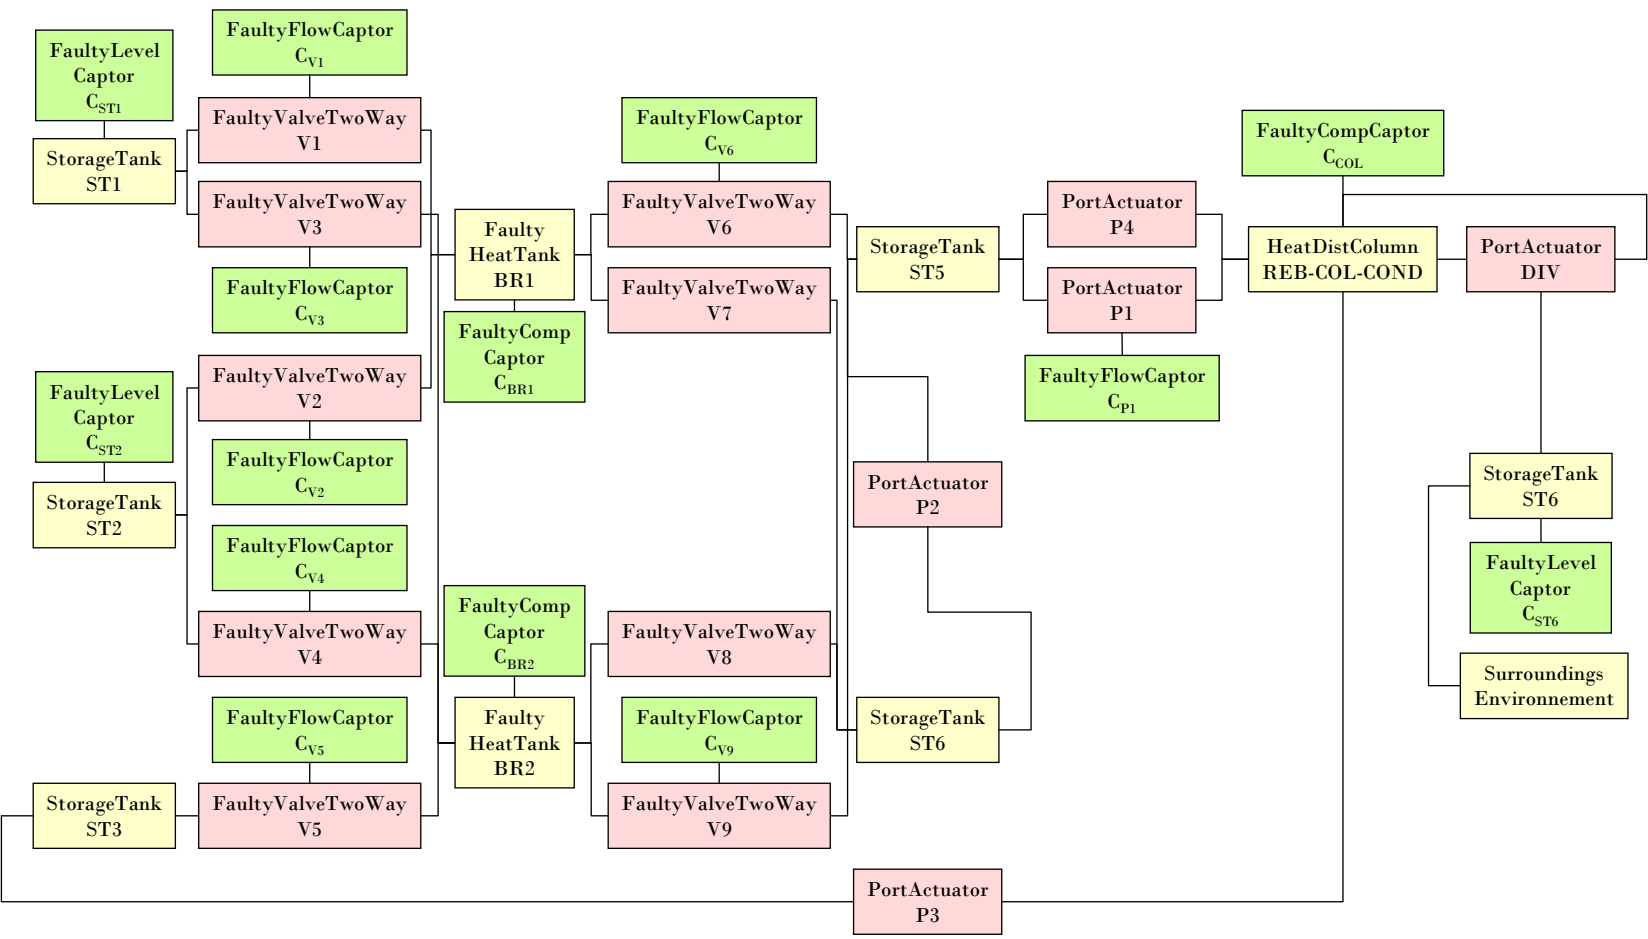 FaultyLevel
Captor
C_ST1
StorageTank
ST1
FaultyFlowCaptor
C_V1
FaultyValveTwoWay
V1
FaultyValveTwoWay
V3
FaultyFlowCaptor
C_V3
FaultyLevel
Captor
C_ST2
StorageTank
ST2
FaultyValveTwoWay
V2
FaultyFlowCaptor
C_V2
FaultyFlowCaptor
C_V4
FaultyValveTwoWay
V4
FaultyFlowCaptor
C_V5
StorageTank
ST3
FaultyValveTwoWay
V5
Faulty
HeatTank
BR1
FaultyComp
Captor
C_BR1
FaultyComp
Captor
C_BR2
Faulty
HeatTank
BR2
FaultyFlowCaptor
C_V6
FaultyValveTwoWay
V6
FaultyValveTwoWay
V7
FaultyValveTwoWay
V8
FaultyFlowCaptor
C_V9
FaultyValveTwoWay
V9
StorageTank
ST5
PortActuator
P2
StorageTank
ST6
PortActuator
P3
PortActuator
P4
PortActuator
P1
FaultyFlowCaptor
C_P1
FaultyCompCaptor
C_COL
HeatDistColumn
REB-COL-COND
PortActuator
DIV
StorageTank
ST6
FaultyLevel
Captor
C_ST6
Surroundings
Environnement